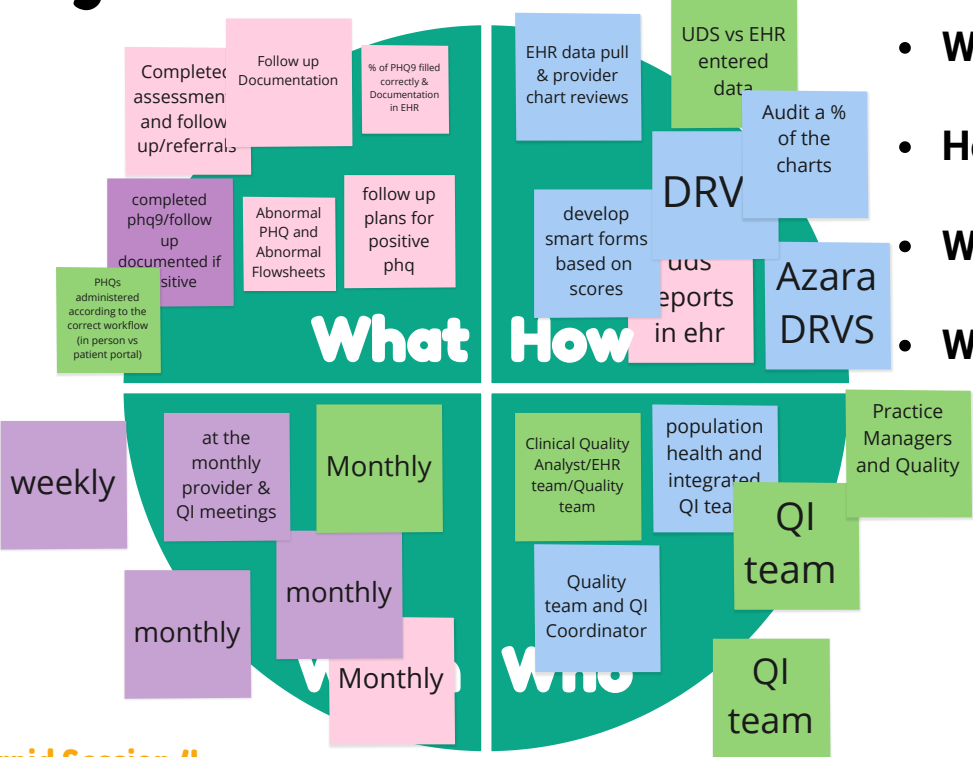 Completed
assessment
and follow
up/referrals
Follow up
Documentation
% of PHQ9 filled
correctly &
Documentation
in EHR
completed
phq9/follow
up
documented if
sitive
Abnormal
PHQ and
Abnormal
Flowsheets
follow up
plans for
positive
phq
PHQs
administered
according to the
correct workflow
(in person vs
patient portal)
What
EHR data pull
& provider
chart reviews
UDS vs EHR
entered
data
Audit a %
of the
charts
DRV
develop
smart forms
based on
scores
uds
eports
in ehr
Azara
DRVS
How
weekly
at the
monthly
provider &
QI meetings
Monthly
monthly
monthly
Monthly
Clinical Quality
Analyst/EHR
team/Quality
team
population
health and
integrated
QI tea
Practice
Managers
and Quality
QI
team
Quality
team and QI
Coordinator
Who
QI
team
• W
• H
• W
• W
Session